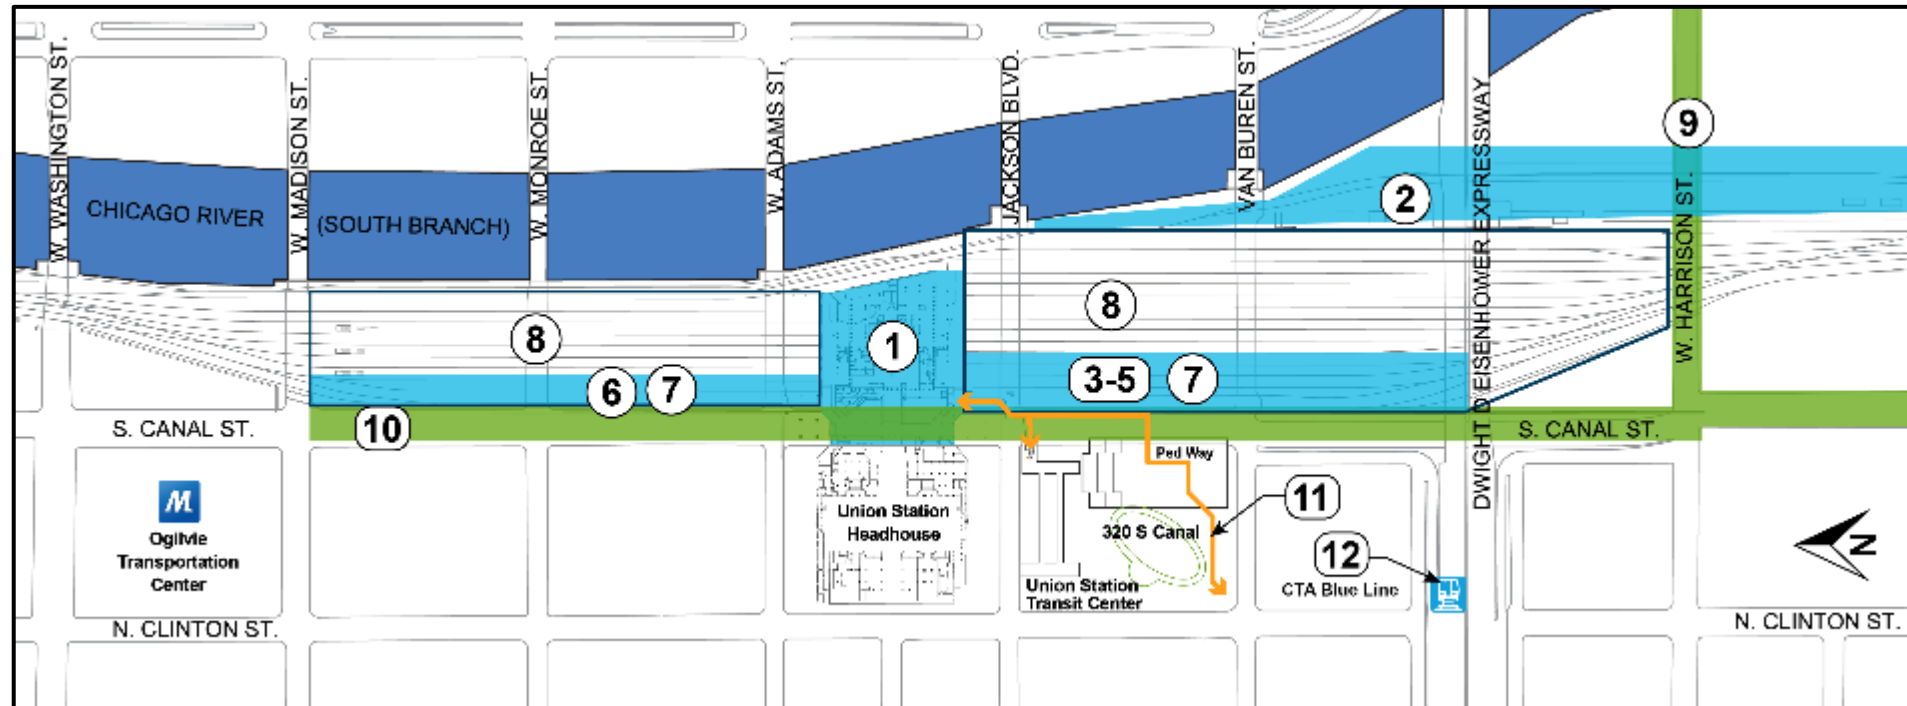 W. WASHINGTON ST.
W. MADISON ST.
W. MONROE ST.
W. ADAMS ST.
JACKSON BLVD.
VAN BUREN ST.
DWIGHT D EISENHOWER EXPRESSWAY
W. HARRISON ST.
9
CHICAGO RIVER
(SOUTH BRANCH)
2
8
1
8
6
7
3-5
7
10
S. CANAL ST.
S. CANAL ST.
Ped Way
M
Ogilvie
Transportation
Center
Union Station
Headhouse
320 S Canal
11
12
Union Station
Transit Center
CTA Blue Line
N
N. CLINTON ST.
N. CLINTON ST.